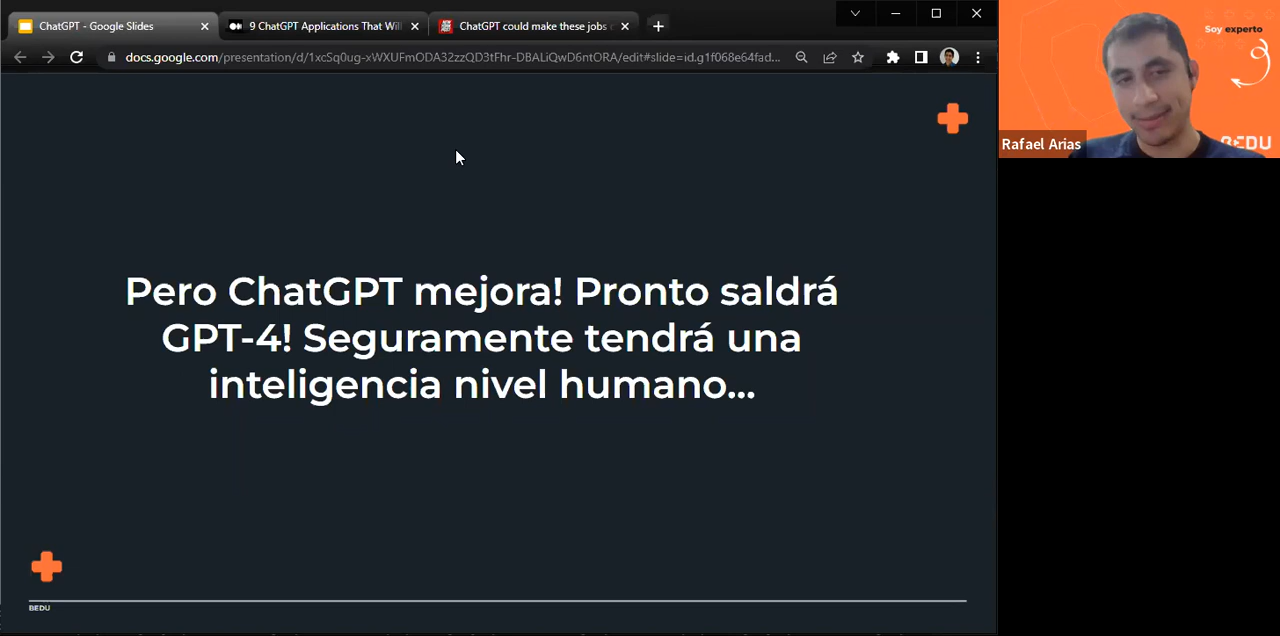 ChatGPT - Google Slides
9 ChatGPT Applications That Wil
ChatGPT could make these jobs
docs.google.com/presentation/d/1xcSq0ug-xWXUFmODA32zzQD3tFhr-DBALiQwD6ntORA/edit#slide=id.g1f068e64fad...
Soy experto
BEDU
Rafael Arias
Pero ChatGPT mejora! Pronto saldrá
GPT-4! Seguramente tendrá una
inteligencia nivel humano...
BEDU